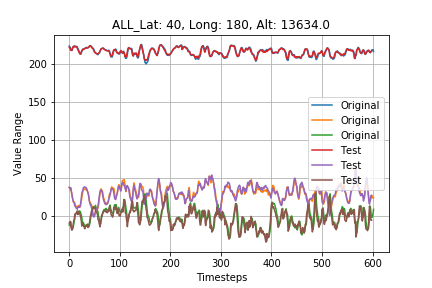 ALL_Lat: 40, Long: 180, Alt: 13634.0
Value Range
200
150
100
50
0
Original
Original
Original
Test
Test
Test
0 100 200 300 400 500 600
Timesteps